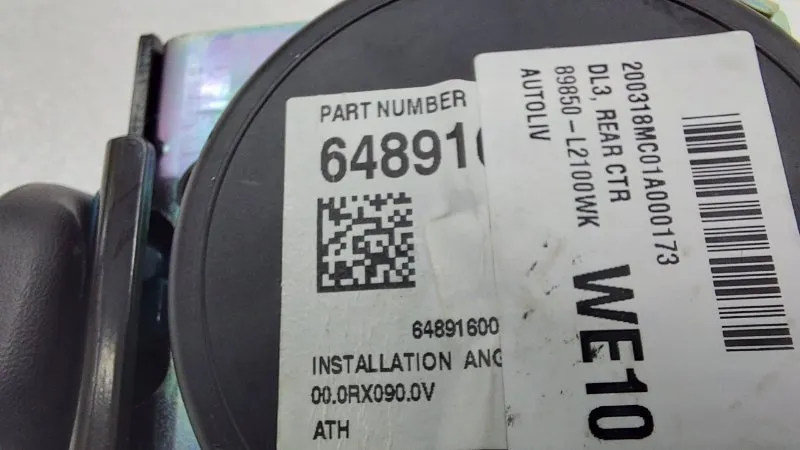 PART NUMBER
64891
64891600
INSTALLATION ANG
00.0RX090.0V
ATH
200318MC01A000173
DL3, REAR CTR
89850-L2100WK
AUTOLIV
WE10